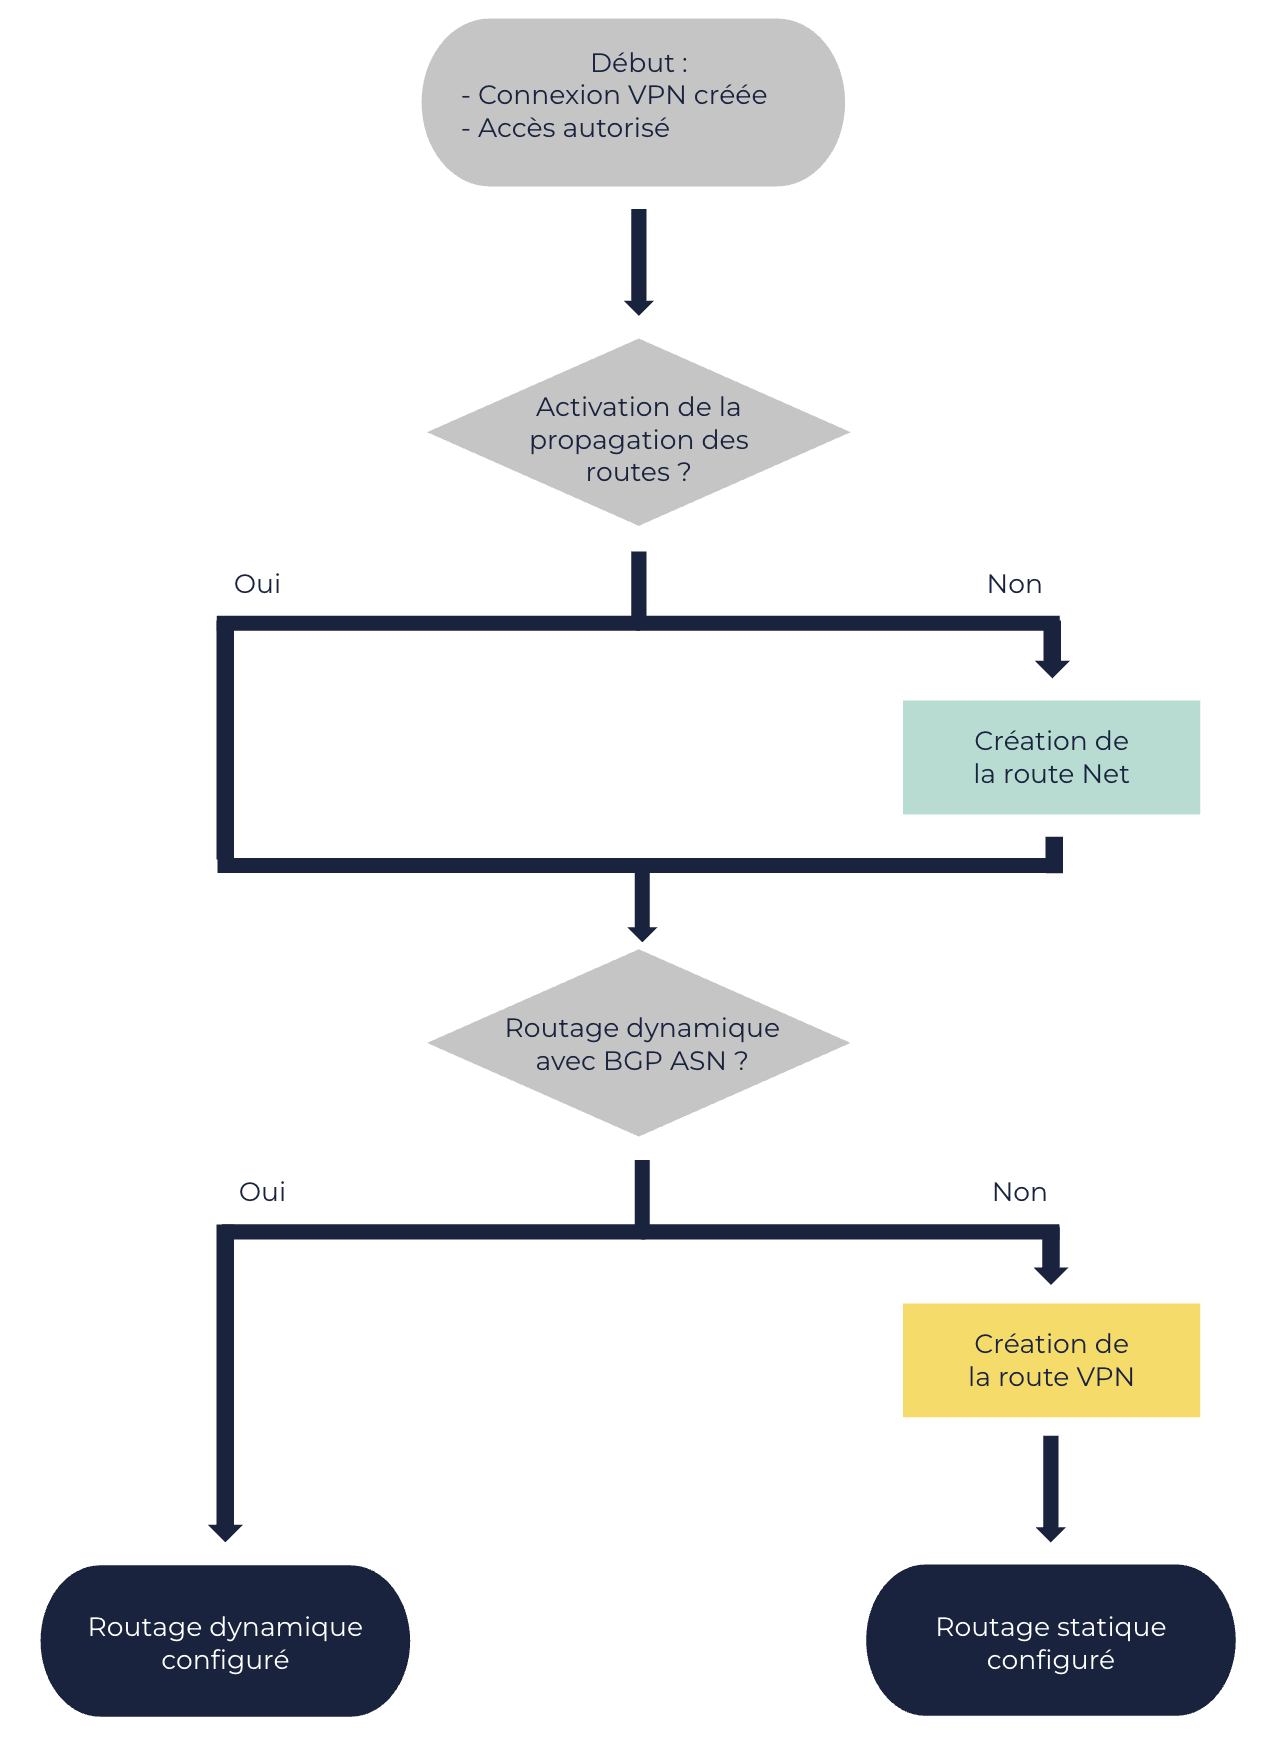 Début :
- Connexion VPN créée
- Accès autorisé
Activation de la
propagation des
routes ?
Oui
Non
Création de
la route Net
Routage dynamique
avec BGP ASN ?
Oui
Non
Création de
la route VPN
Routage dynamique
configuré
Routage statique
configuré